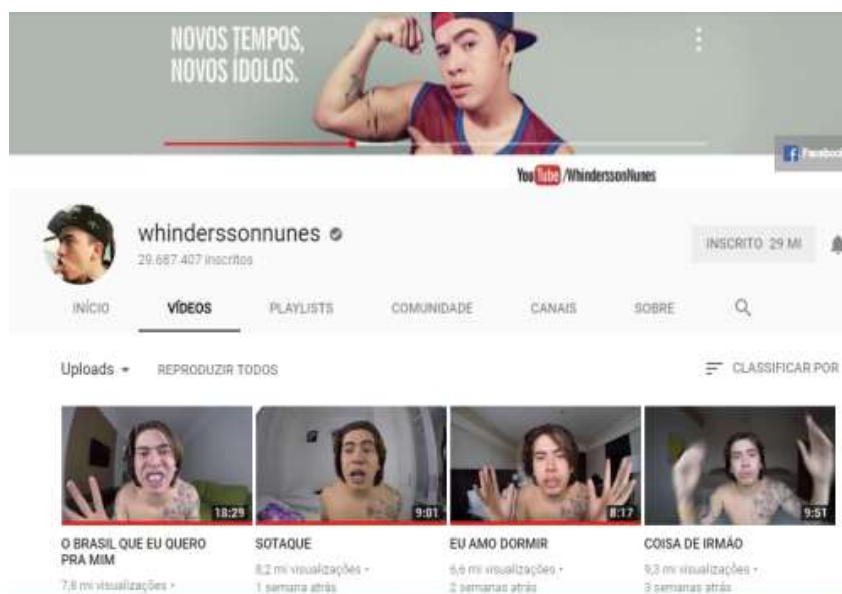 NOVOS TEMPOS,
NOVOS ÍDOLOS.
Facebook
YouTube /WhinderssonNunes
whinderssonnunes
29.687.407 inscritos
INSCRITO 29 MI
INÍCIO VÍDEOS PLAYLISTS COMUNIDADE CANAIS SOBRE
Uploads REPRODUZIR TODOS CLASSIFICAR POR
18:29 9:01 8:17 9:51
O BRASIL QUE EU QUERO
PRA MIM
7,8 mi visualizações •
SOTAQUE
8,2 mi visualizações •
1 semana atrás
EU AMO DORMIR
6,6 mi visualizações •
2 semanas atrás
COISA DE IRMÃO
9,3 mi visualizações •
3 semanas atrás